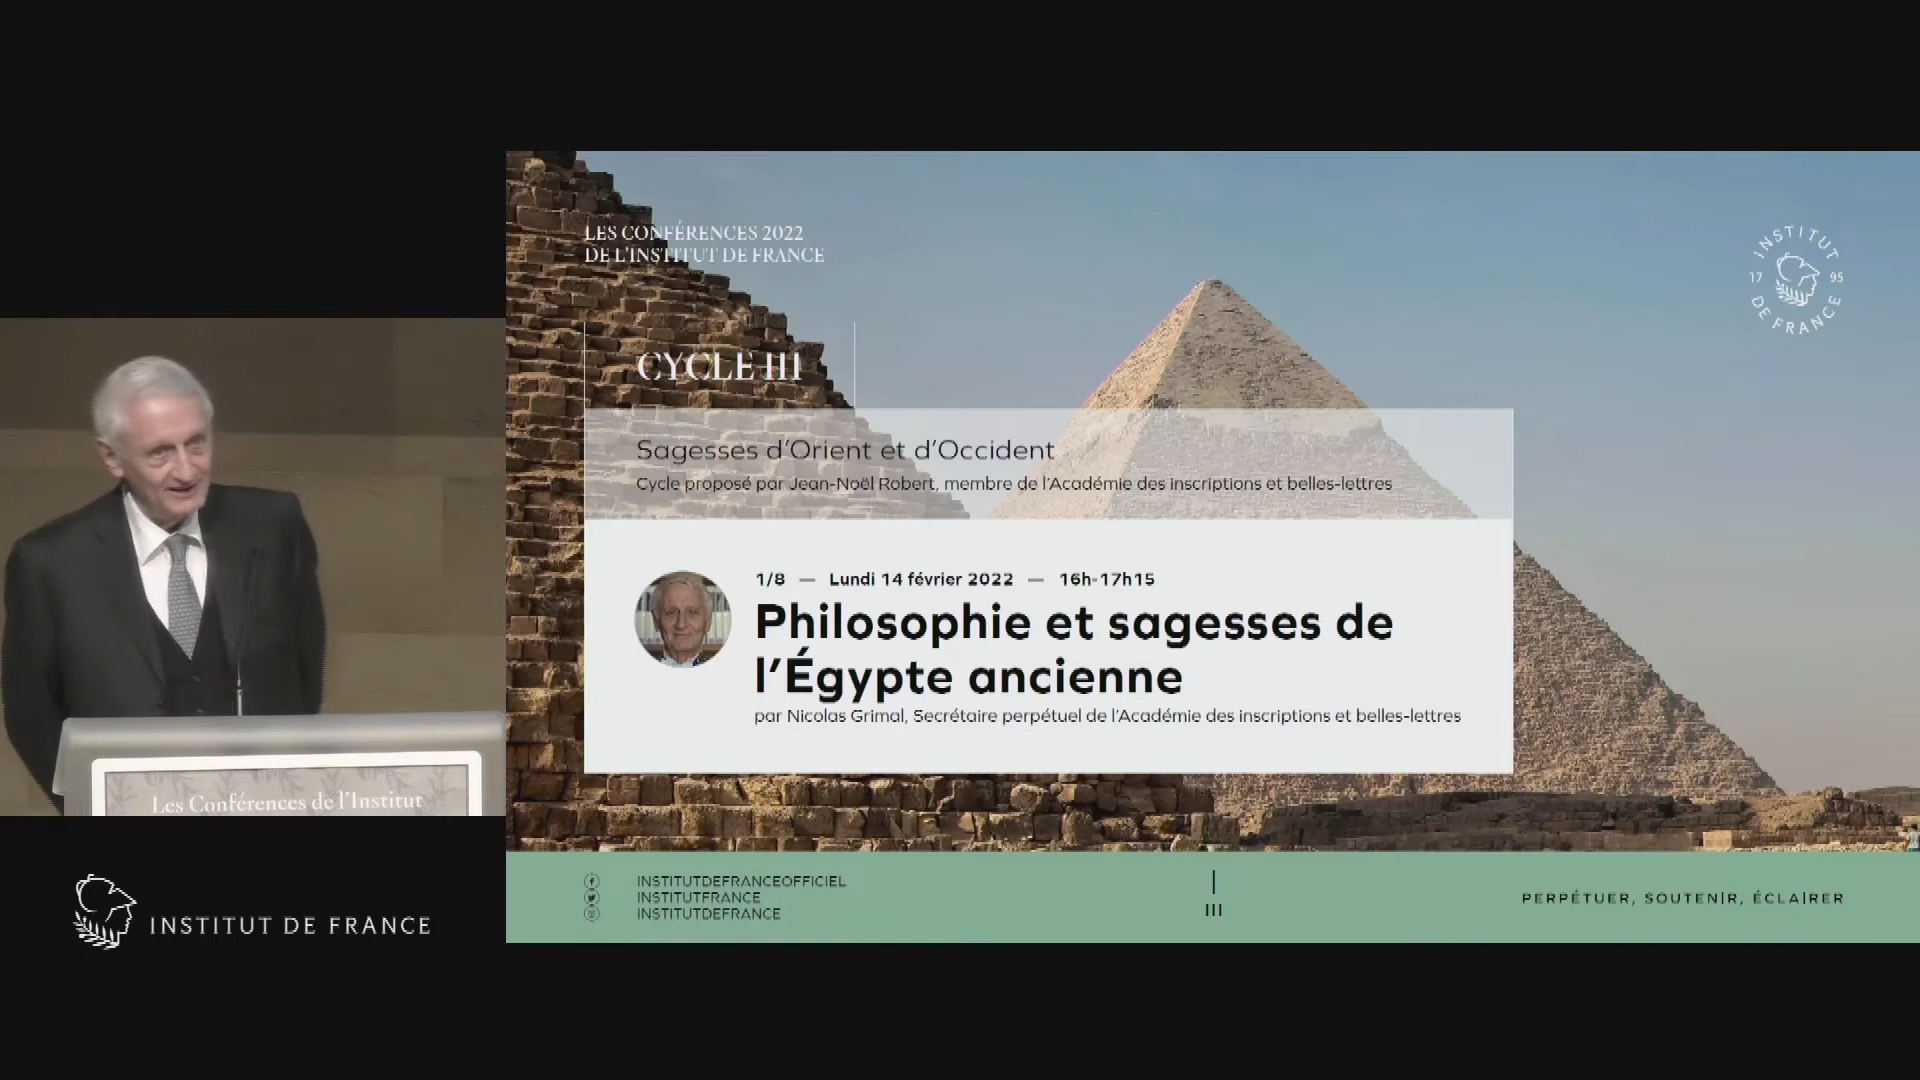 LES CONFÉRENCES 2022
DE L'INSTITUT DE FRANCE
INSTITUT
17 95
DE FRANCE
CYCLE III
Sagesses d'Orient et d'Occident
Cycle proposé par Jean-Noël Robert, membre de l'Académie des inscriptions et belles-lettres
1/8 — Lundi 14 février 2022 — 16h-17h15
Philosophie et sagesses de
l'Égypte ancienne
par Nicolas Grimal, Secrétaire perpétuel de l'Académie des inscriptions et belles-lettres
Les Conférences de l'Institut
INSTITUT DE FRANCE
INSTITUTDEFRANCEOFFICIEL
INSTITUTFRANCE
INSTITUTDEFRANCE
I
III
PERPÉTUER, SOUTENIR, ÉCLAIRER